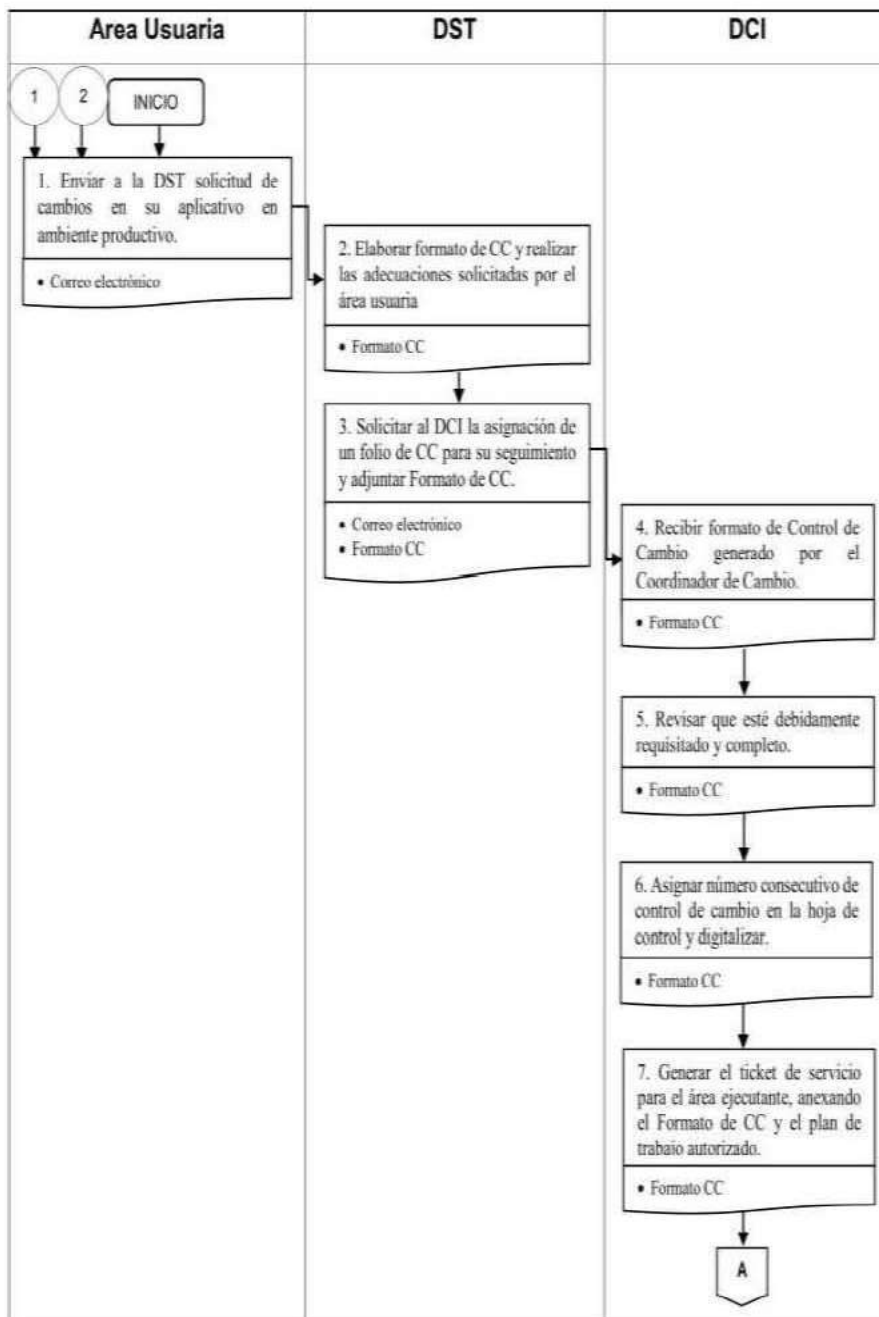 Area Usuaria
DST
DCI
1
2
INICIO
1. Enviar a la DST solicitud de
cambios en su aplicativo en
ambiente productivo.
• Correo electrónico
2. Elaborar formato de CC y realizar
las adecuaciones solicitadas por el
área usuaria
• Formato CC
3. Solicitar al DCI la asignación de
un folio de CC para su seguimiento
y adjuntar Formato de CC.
• Correo electrónico
• Formato CC
4. Recibir formato de Control de
Cambio generado por el
Coordinador de Cambio.
• Formato CC
5. Revisar que esté debidamente
requisitado y completo.
• Formato CC
6. Asignar número consecutivo de
control de cambio en la hoja de
control y digitalizar.
• Formato CC
7. Generar el ticket de servicio
para el área ejecutante, anexando
el Formato de CC y el plan de
trabajo autorizado.
• Formato CC
A